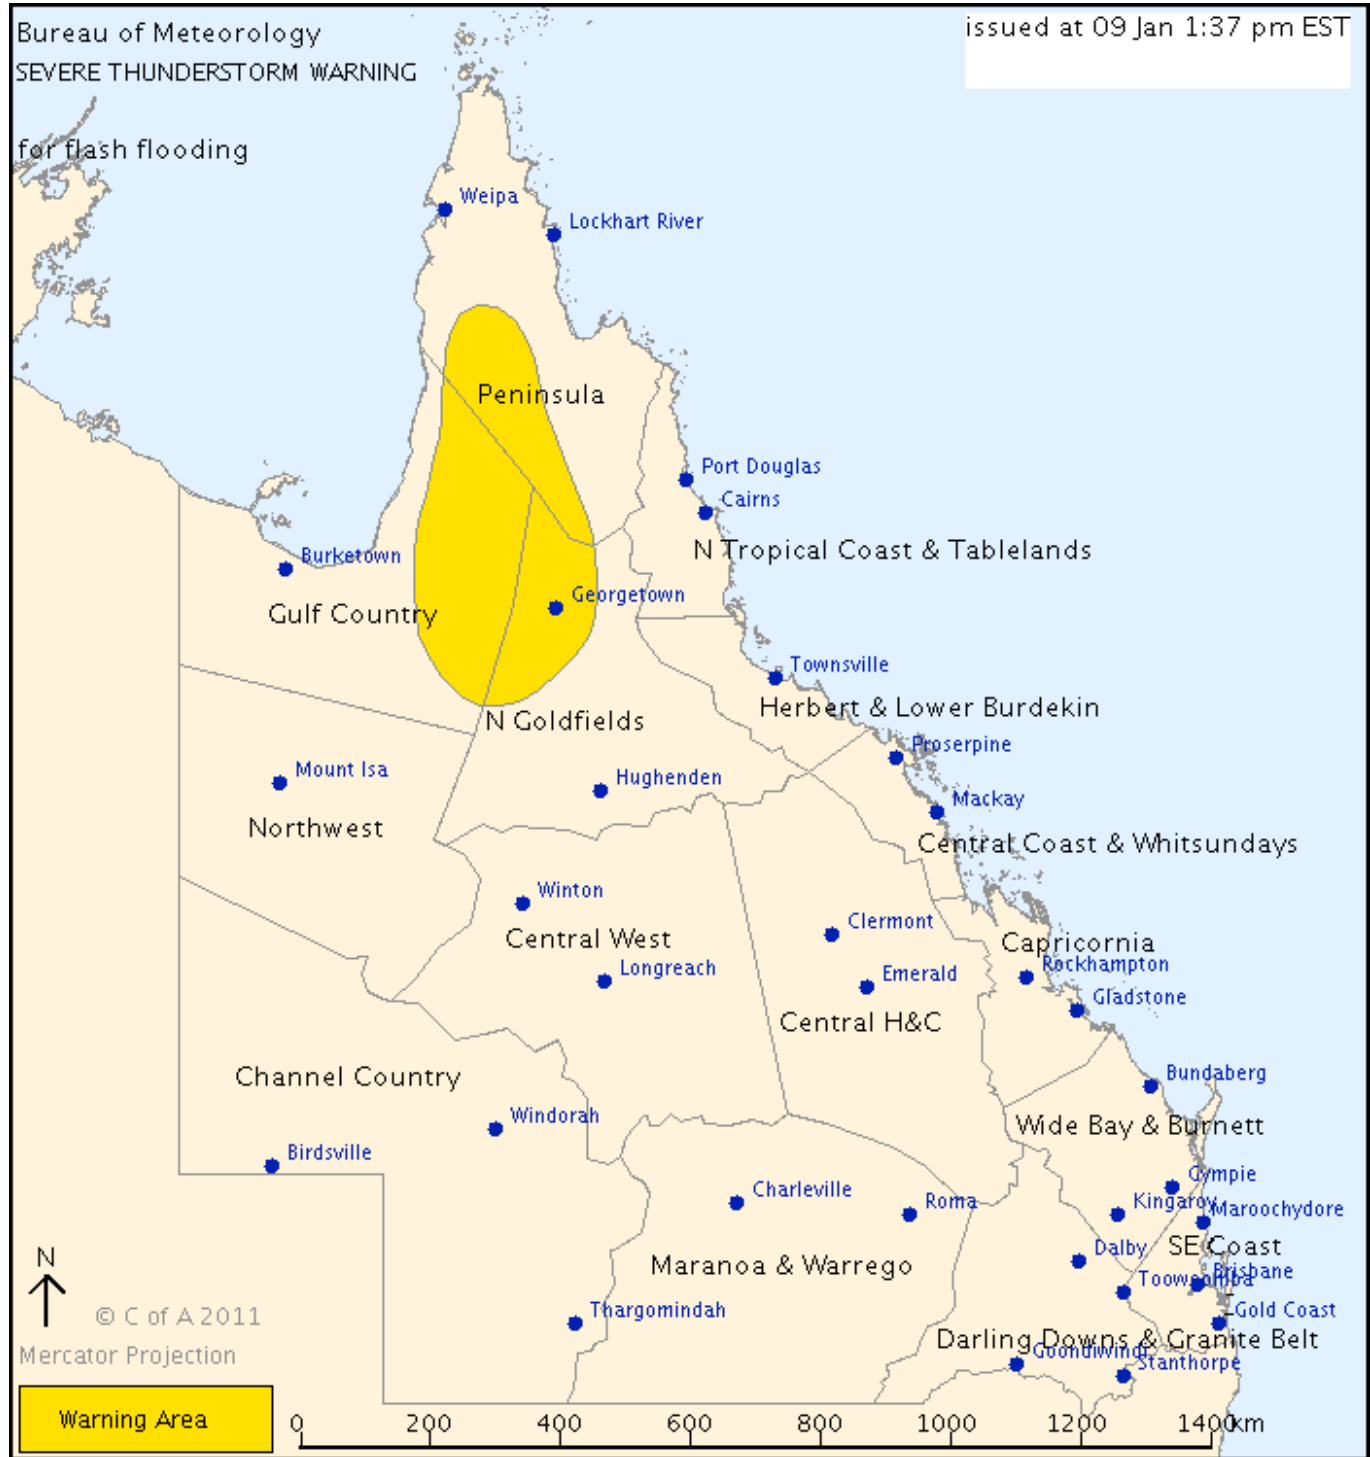 Bureau of Meteorology
issued at 09 Jan 1:37 pm EST
SEVERE THUNDERSTORM WARNING
for flash flooding
Weipa
Lockhart River
Peninsula
Port Douglas
Cairns
N Tropical Coast & Tablelands
Burketown
Georgetown
Gulf Country
Townsville
Herbert & Lower Burdekin
N Goldfields
Proserpine
Mount Isa
Hughenden
Mackay
Northwest
Central Coast & Whitsundays
Winton
Clermont
Central West
Capricornia
Rockhampton
Longreach
Emerald
Gladstone
Central H&C
Channel Country
Bundaberg
Windorah
Wide Bay & Burnett
Birdsville
Gympie
Charleville
Roma
Kingaroy
Maroochydore
Dalby
SE Coast
Maranoa & Warrego
Brisbane
Toowoomba
N
© C of A 2011
Thargomindah
Gold Coast
Darling Downs & Granite Belt
Mercator Projection
Goondiwindi
Stanthorpe
Warning Area
0 200 400 600 800 1000 1200 1400km